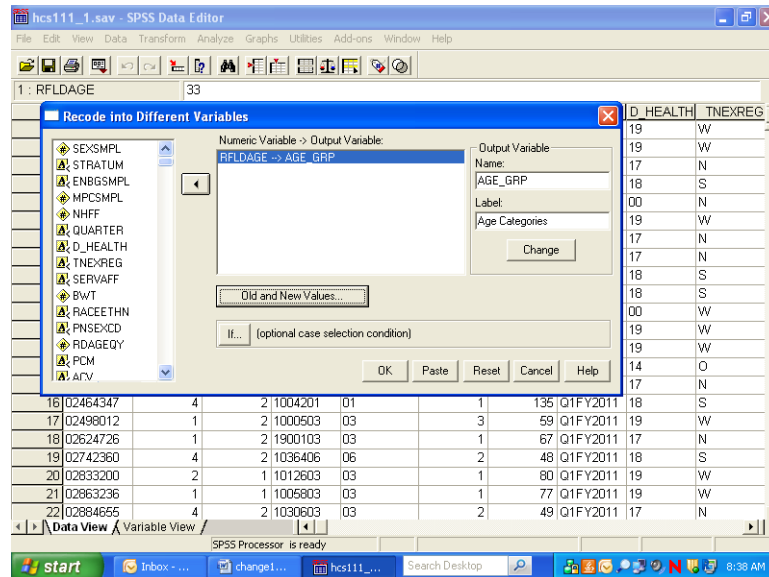 hcs111_1.sav - SPSS Data Editor
File Edit View Data Transform Analyze Graphs Utilities Add-ons Window Help
1 : RFLDAGE 33
D_HEALTH TNEXREG
Recode into Different Variables
SEXSMPL
STRATUM
ENBGSMPL
MPCSMPL
NHFF
QUARTER
D_HEALTH
TNEXREG
SERVAFF
BWT
RACEETHN
PNSEXCD
RDAGEQY
PCM
ACV
Numeric Variable -> Output Variable:
RFLDAGE --> AGE_GRP
Output Variable
Name:
AGE_GRP
Label:
Age Categories
Change
Old and New Values...
If... (optional case selection condition)
OK Paste Reset Cancel Help
19 W
19 W
17 N
18 S
00 N
19 W
17 N
17 N
18 S
18 S
00 W
19 W
19 W
14 O
17 N
16 02464347 4 2 1004201 01 1 135 Q1FY2011 18 S
17 02498012 1 2 1000503 03 3 59 Q1FY2011 19 W
18 02624726 1 2 1900103 03 1 67 Q1FY2011 17 N
19 02742360 4 2 1036406 06 2 48 Q1FY2011 18 S
20 02833200 2 1 1012603 03 1 80 Q1FY2011 19 W
21 02863236 1 1 1005803 03 1 77 Q1FY2011 19 W
22 02884655 4 2 1030603 03 2 49 Q1FY2011 17 N
Data View Variable View
SPSS Processor is ready
start Inbox - ... change1... hcs111_... Search Desktop 8:38 AM